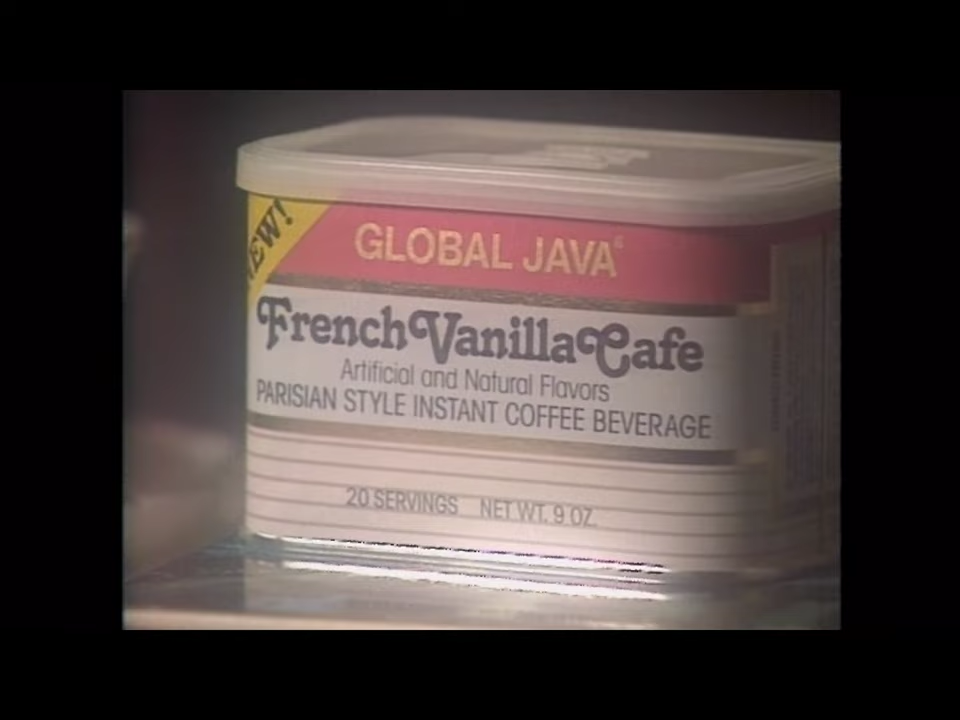 NEW!
GLOBAL JAVA®
French Vanilla Cafe
Artificial and Natural Flavors
PARISIAN STYLE INSTANT COFFEE BEVERAGE
20 SERVINGS NET WT. 9 OZ.